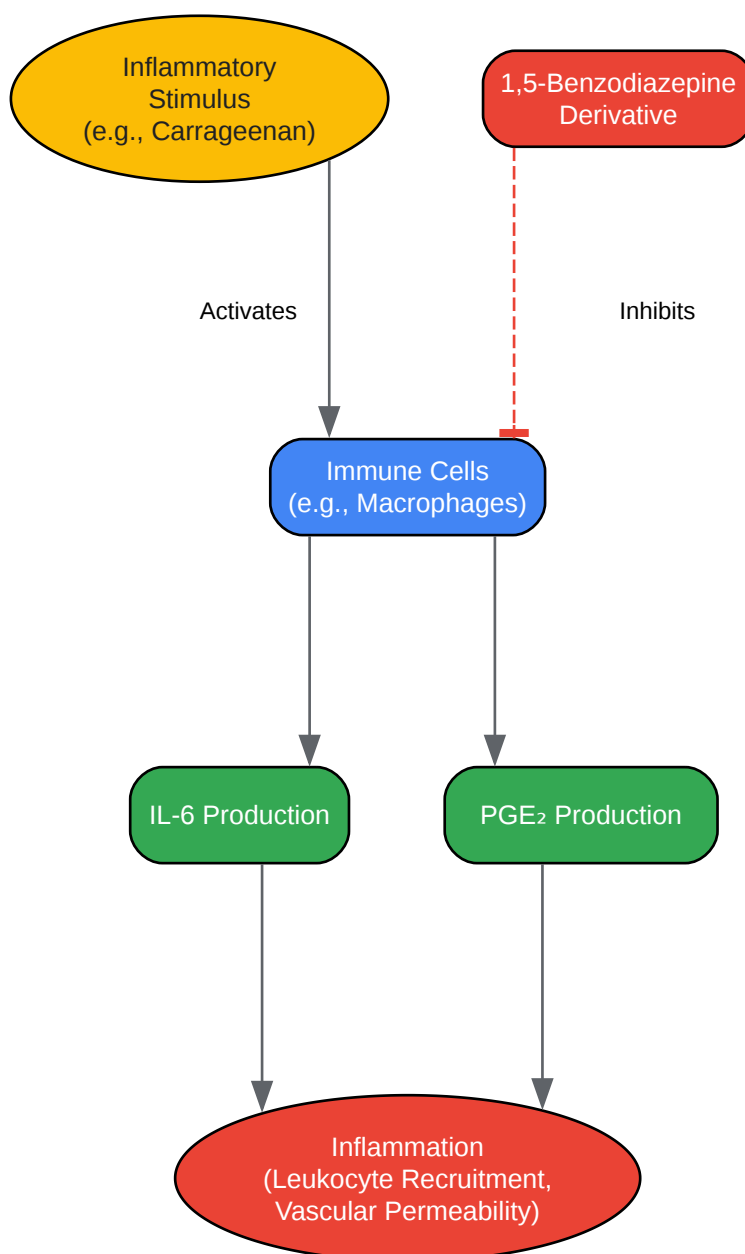 Inflammatory
Stimulus
(e.g., Carrageenan)
1,5-Benzodiazepine
Derivative
Activates
Inhibits
Immune Cells
(e.g., Macrophages)
IL-6 Production
PGE₂ Production
Inflammation
(Leukocyte Recruitment,
Vascular Permeability)